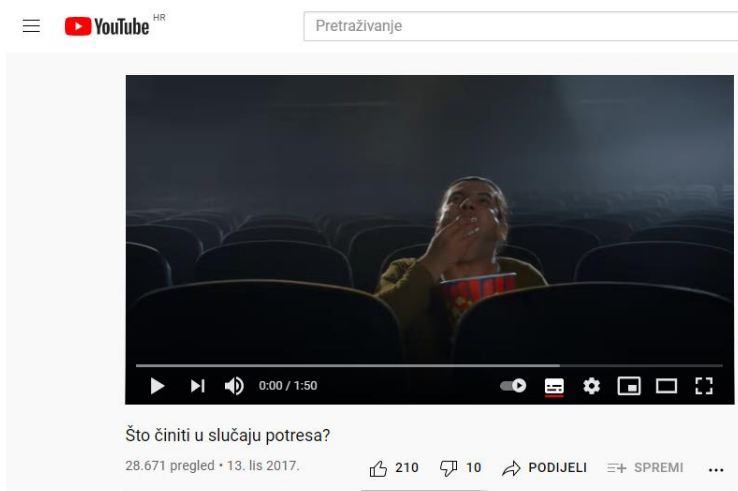 YouTube HR
Pretraživanje
0:00 / 1:50
Što činiti u slučaju potresa?
28.671 pregled • 13. lis 2017.
210 10 PODIJELI SPREMI